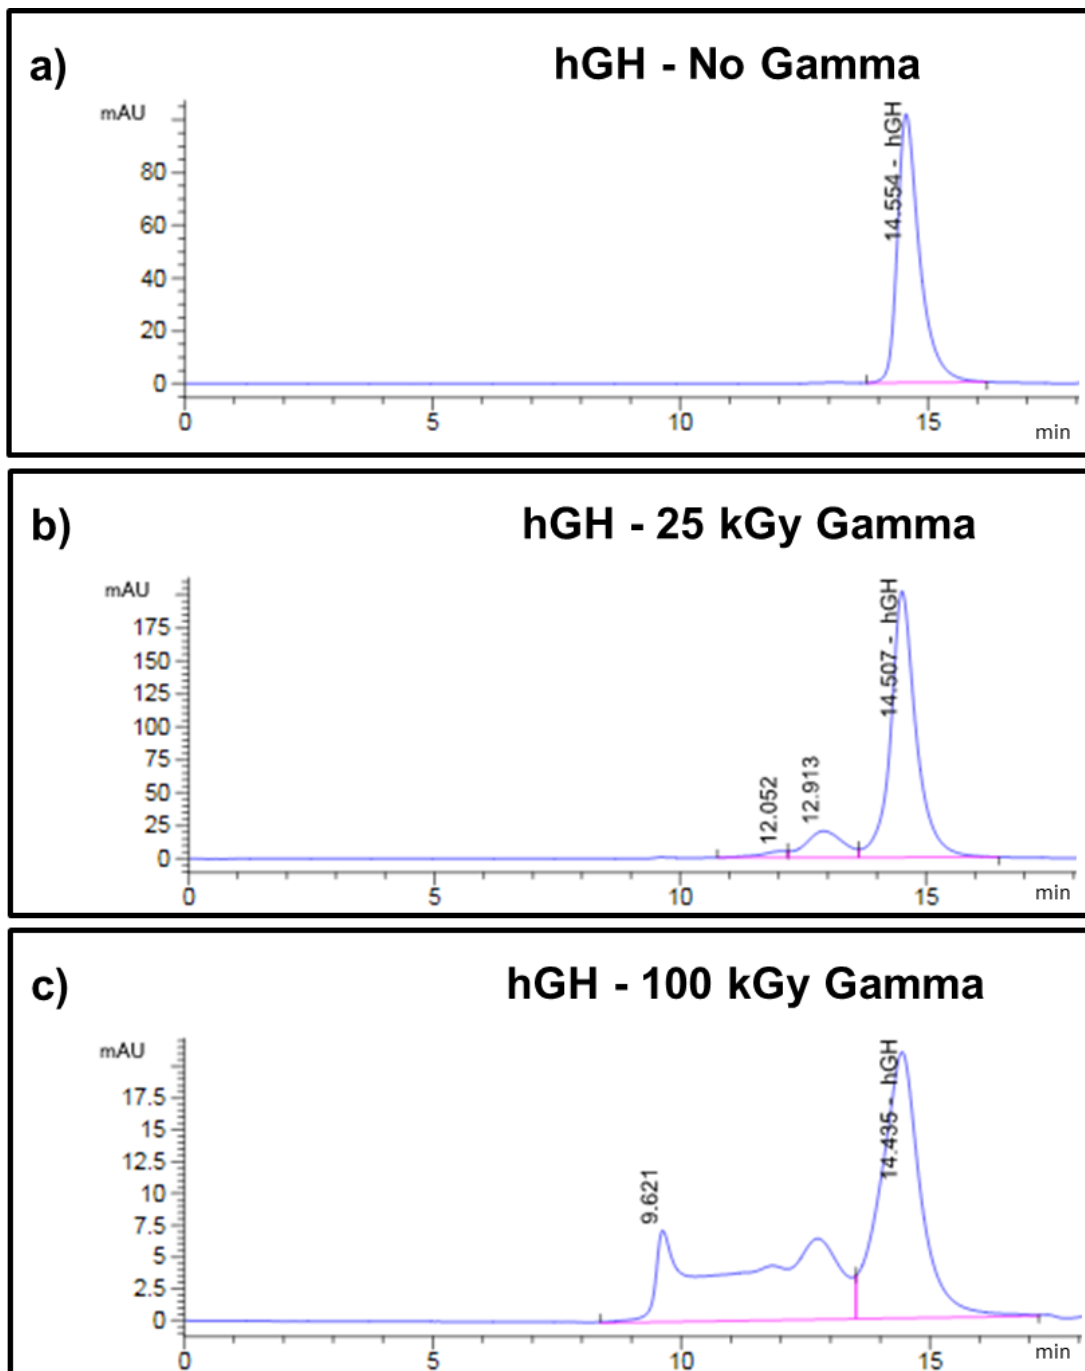 a)
hGH - No Gamma
mAU
80
60
40
20
0
14.554 - hGH
0 5 10 15
min
b)
hGH - 25 kGy Gamma
mAU
175
150
125
100
75
50
25
0
12.052
12.913
14.507 - hGH
0 5 10 15
min
c)
hGH - 100 kGy Gamma
mAU
17.5
15
12.5
10
7.5
5
2.5
0
9.621
14.435 - hGH
0 5 10 15
min